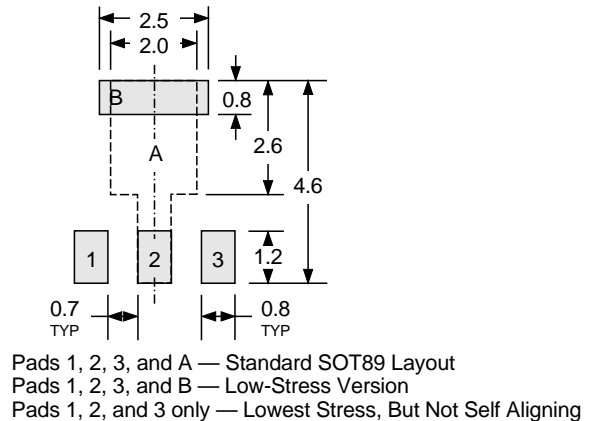 2.5
2.0
B
0.8
A
2.6
4.6
1 2 3 1.2
0.7 0.8
TYP TYP
Pads 1, 2, 3, and A — Standard SOT89 Layout
Pads 1, 2, 3, and B — Low-Stress Version
Pads 1, 2, and 3 only — Lowest Stress, But Not Self Aligning